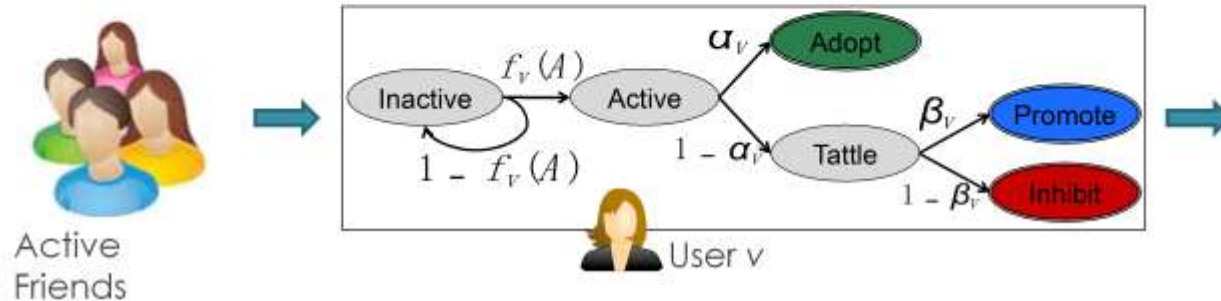 Active
Friends
Inactive
f_v(A)
1 - f_v(A)
Active
α_v
1 - α_v
Adopt
Tattle
β_v
1 - β_v
Promote
Inhibit
User v